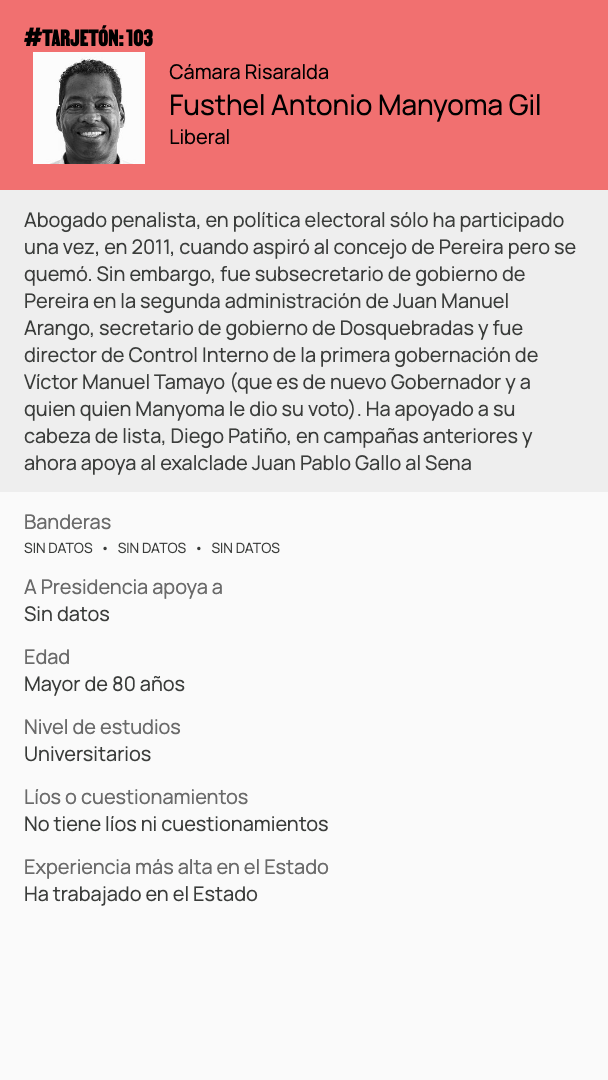 #TARJETÓN: 103
Cámara Risaralda
Fusthel Antonio Manyoma Gil
Liberal
Abogado penalista, en política electoral sólo ha participado
una vez, en 2011, cuando aspiró al concejo de Pereira pero se
quemó. Sin embargo, fue subsecretario de gobierno de
Pereira en la segunda administración de Juan Manuel
Arango, secretario de gobierno de Dosquebradas y fue
director de Control Interno de la primera gobernación de
Víctor Manuel Tamayo (que es de nuevo Gobernador y a
quien quien Manyoma le dio su voto). Ha apoyado a su
cabeza de lista, Diego Patiño, en campañas anteriores y
ahora apoya al exalclade Juan Pablo Gallo al Sena
Banderas
SIN DATOS • SIN DATOS • SIN DATOS
A Presidencia apoya a
Sin datos
Edad
Mayor de 80 años
Nivel de estudios
Universitarios
Líos o cuestionamientos
No tiene líos ni cuestionamientos
Experiencia más alta en el Estado
Ha trabajado en el Estado